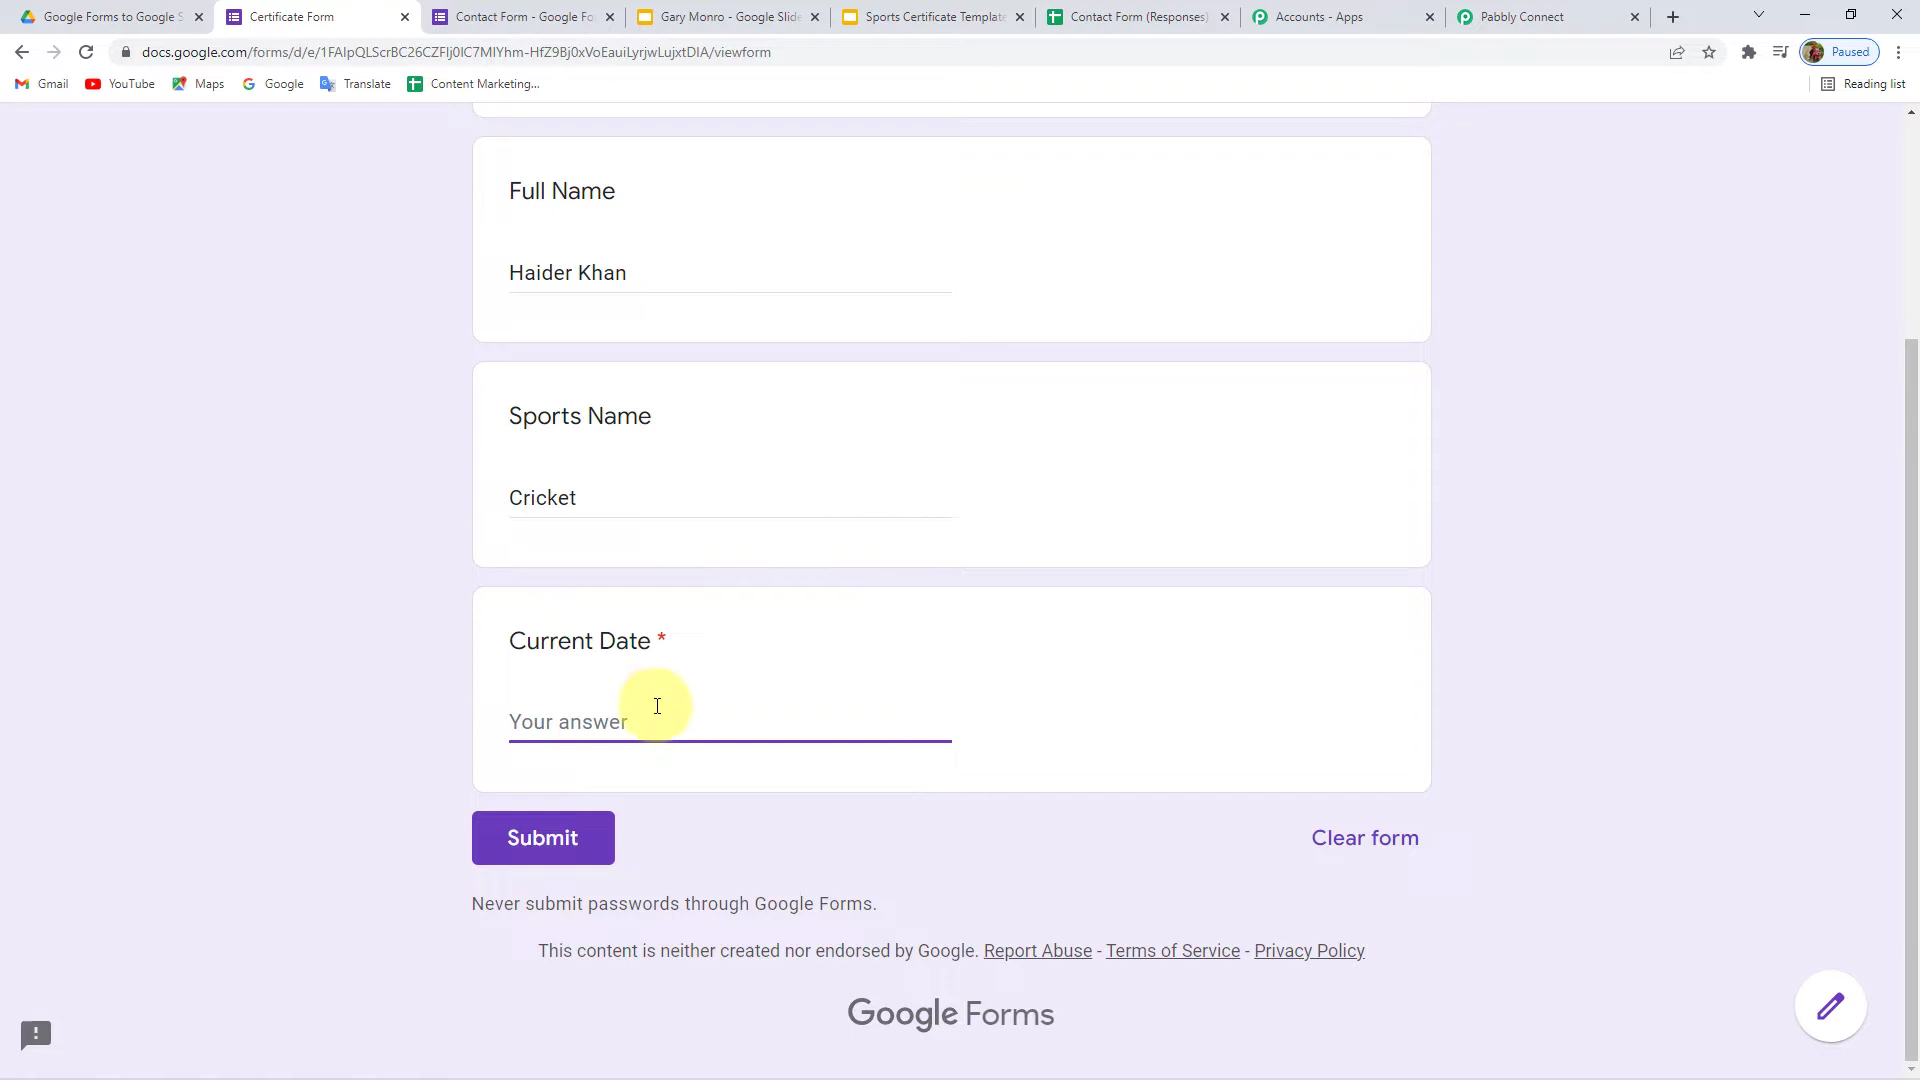 Google Forms to Google S
Certificate Form
Contact Form - Google Fo
Gary Monro - Google Slide
Sports Certificate Template
Contact Form (Responses)
Accounts - Apps
Pabbly Connect
docs.google.com/forms/d/e/1FAIpQLScrBC26CZFIj0IC7MIYhm-HfZ9Bj0xVoEauiLyrjwLujxtDIA/viewform
Paused
Gmail
YouTube
Maps
Google
Translate
Content Marketing...
Reading list
Full Name
Haider Khan
Sports Name
Cricket
Current Date *
Your answer
Submit
Clear form
Never submit passwords through Google Forms.
This content is neither created nor endorsed by Google. Report Abuse - Terms of Service - Privacy Policy
Google Forms